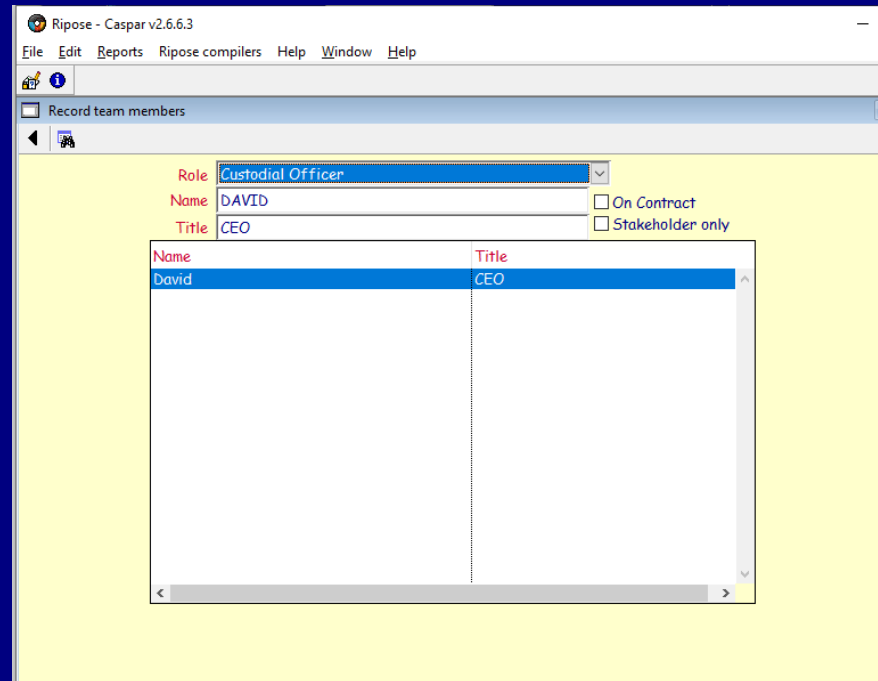 Ripose - Caspar v2.6.6.3
File Edit Reports Ripose compilers Help Window Help
Record team members
Role Custodial Officer
Name DAVID On Contract
Title CEO Stakeholder only
Name Title
David CEO